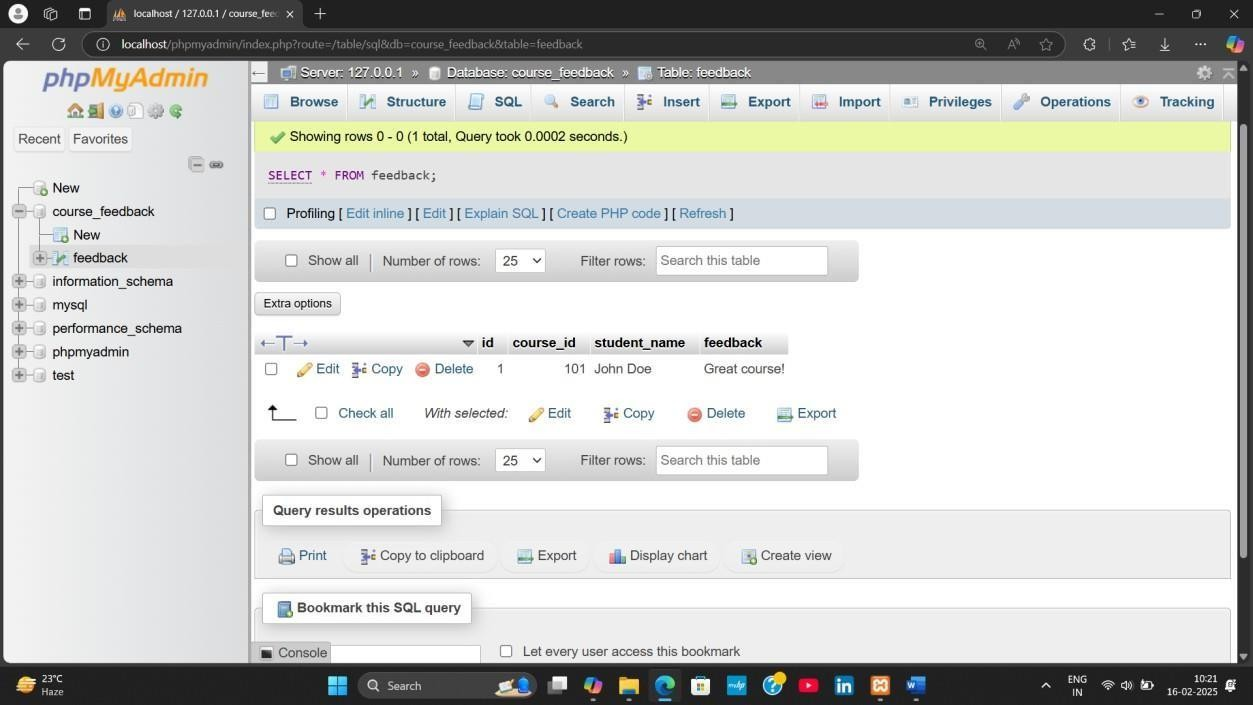 localhost / 127.0.0.1 / course_fee
localhost/phpmyadmin/index.php?route=/table/sql&db=course_feedback&table=feedback
phpMyAdmin
Server: 127.0.0.1 » Database: course_feedback » Table: feedback
Browse Structure SQL Search Insert Export Import Privileges Operations Tracking
Recent Favorites
New
course_feedback
New
feedback
information_schema
mysql
performance_schema
phpmyadmin
test
Showing rows 0 - 0 (1 total, Query took 0.0002 seconds.)
SELECT * FROM feedback;
Profiling [ Edit inline ] [ Edit ] [ Explain SQL ] [ Create PHP code ] [ Refresh ]
Show all | Number of rows: 25 Filter rows: Search this table
Extra options
←T→ id course_id student_name feedback
Edit Copy Delete 1 101 John Doe Great course!
Check all With selected: Edit Copy Delete Export
Show all | Number of rows: 25 Filter rows: Search this table
Query results operations
Print Copy to clipboard Export Display chart Create view
Bookmark this SQL query
Console Let every user access this bookmark
23°C
Haze
Search
ENG
IN
10:21
16-02-2025